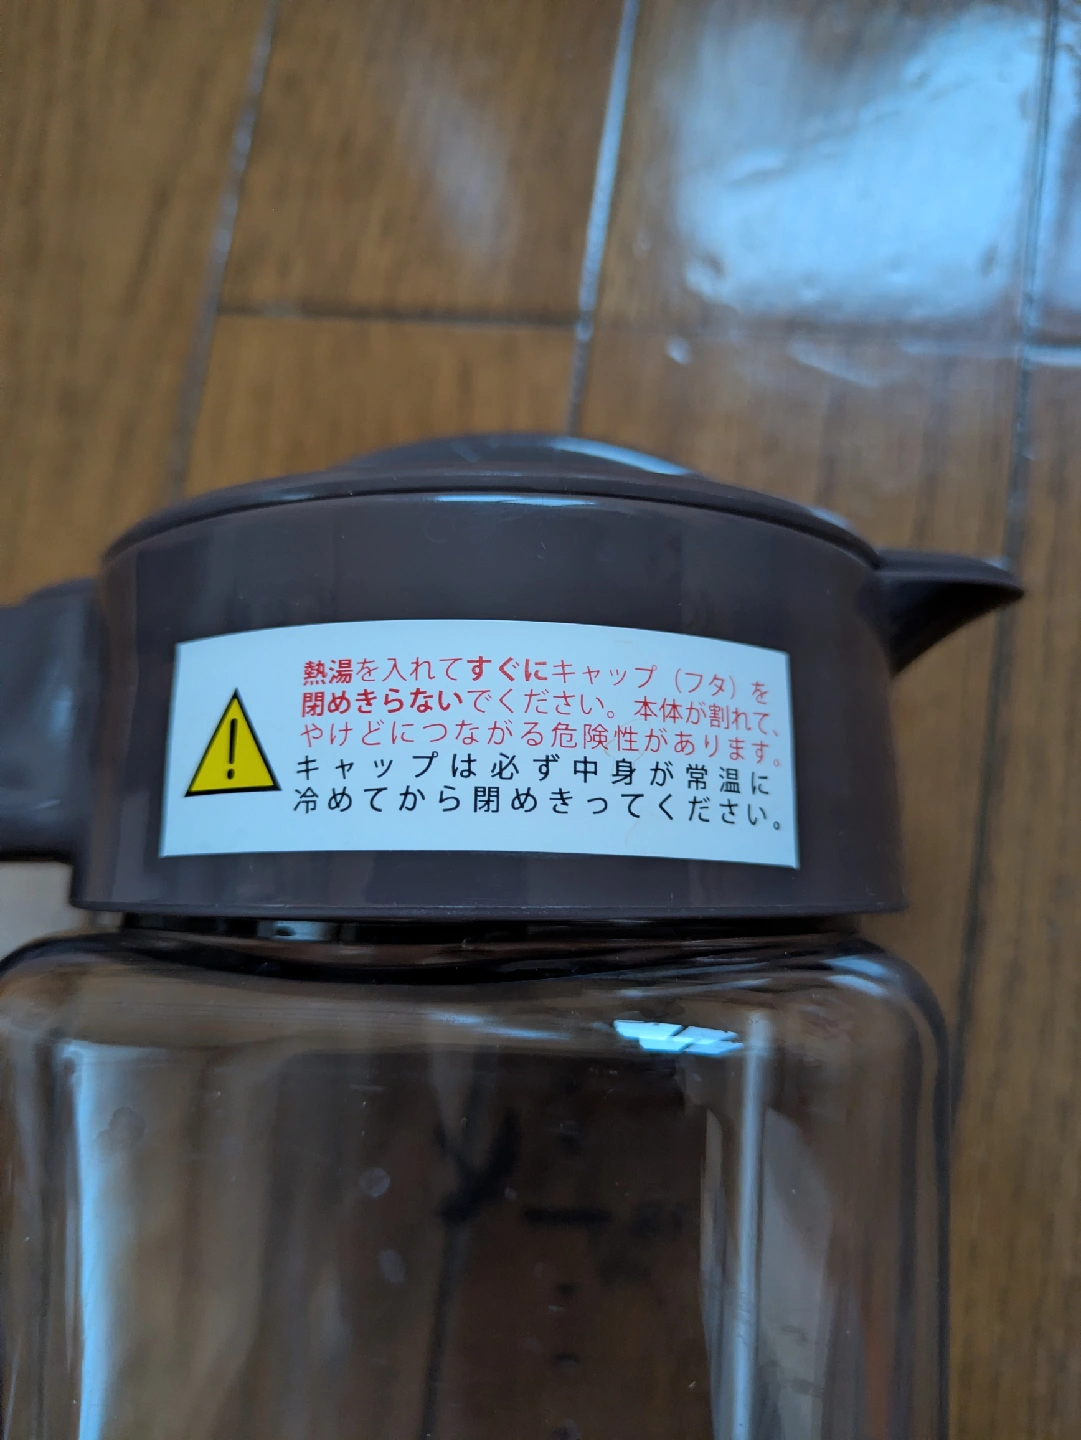 熱湯を入れてすぐにキャップ（フタ）を
閉めきらないでください。本体が割れて、
やけどにつながる危険性があります。
キャップは必ず中身が常温に
冷めてから閉めきってください。